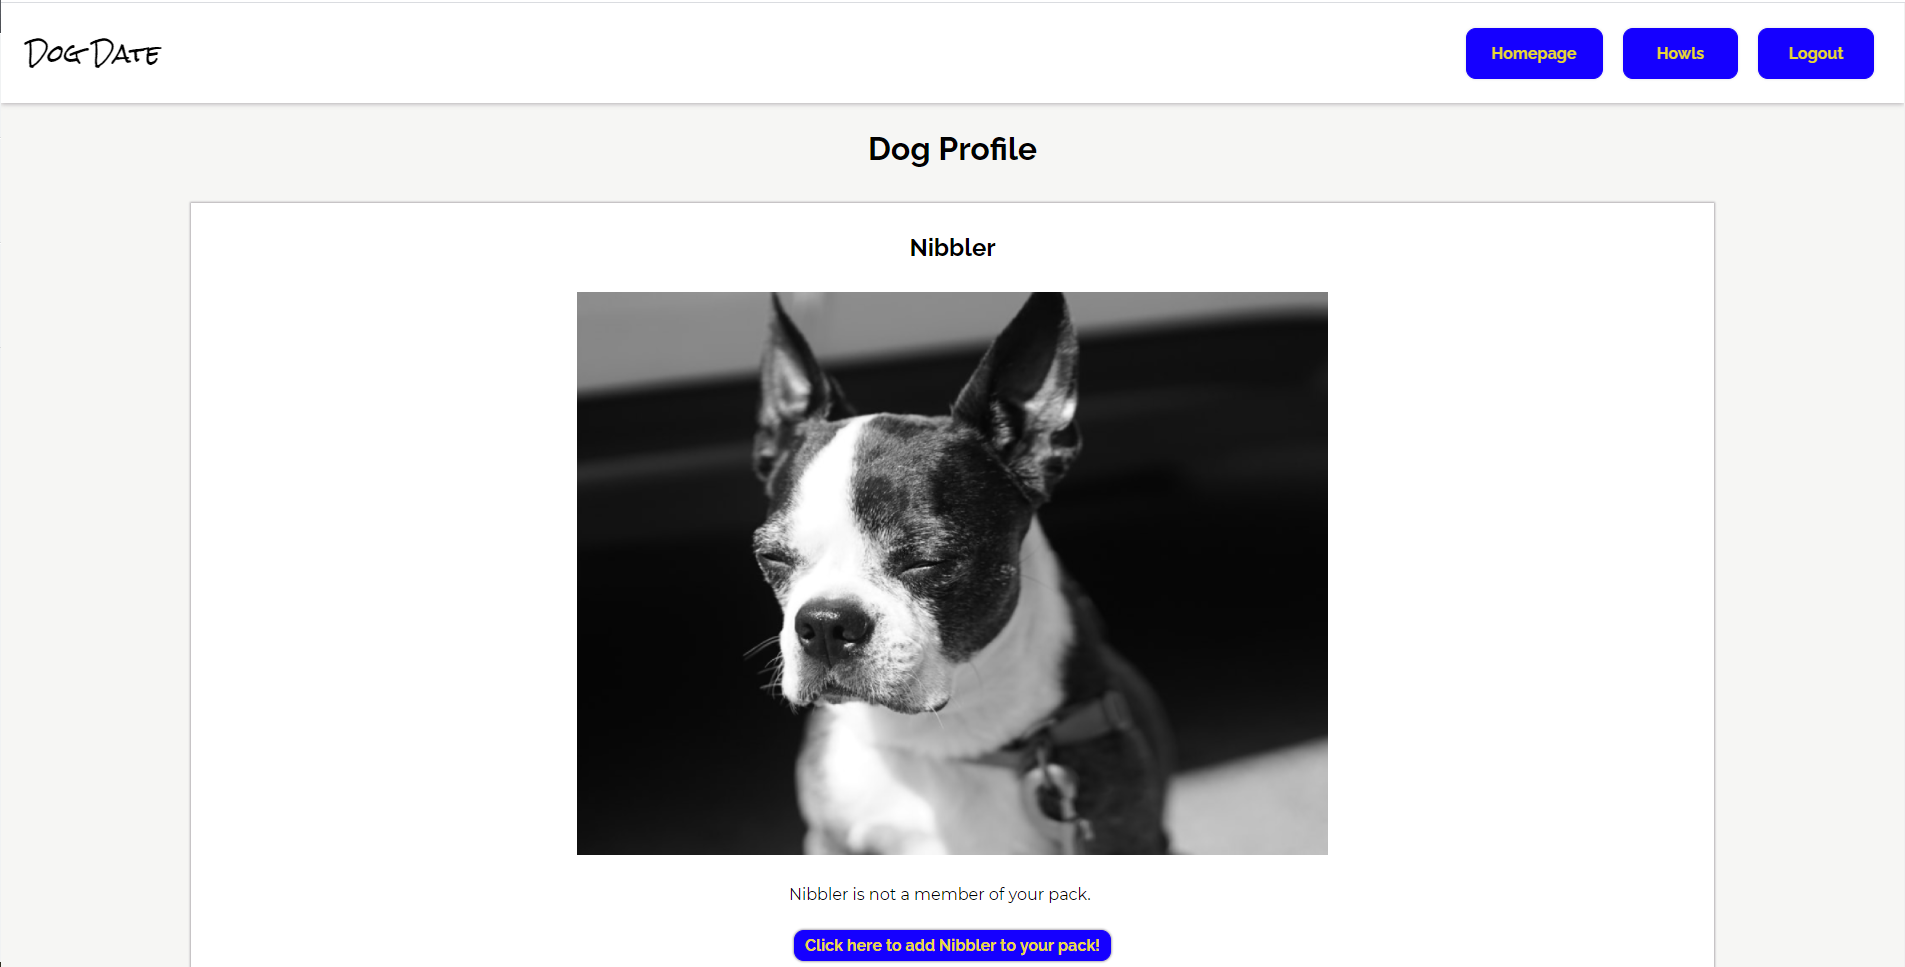 Dog Date
Homepage
Howls
Logout
Dog Profile
Nibbler
Nibbler is not a member of your pack.
Click here to add Nibbler to your pack!